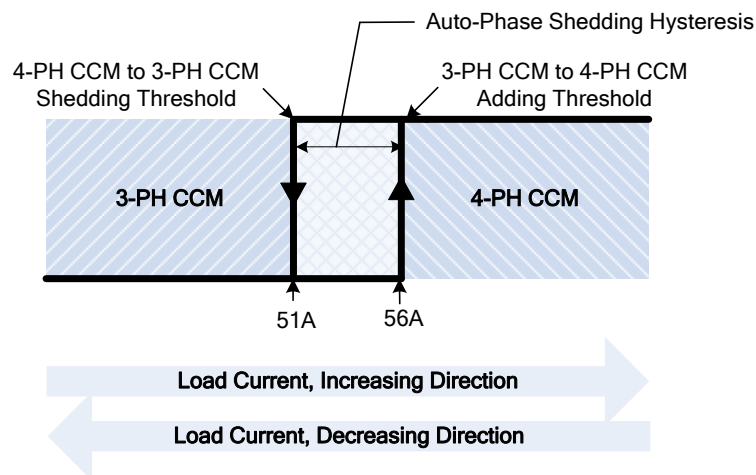 Auto-Phase Shedding Hysteresis
4-PH CCM to 3-PH CCM
Shedding Threshold
3-PH CCM to 4-PH CCM
Adding Threshold
3-PH CCM
4-PH CCM
51A
56A
Load Current, Increasing Direction
Load Current, Decreasing Direction